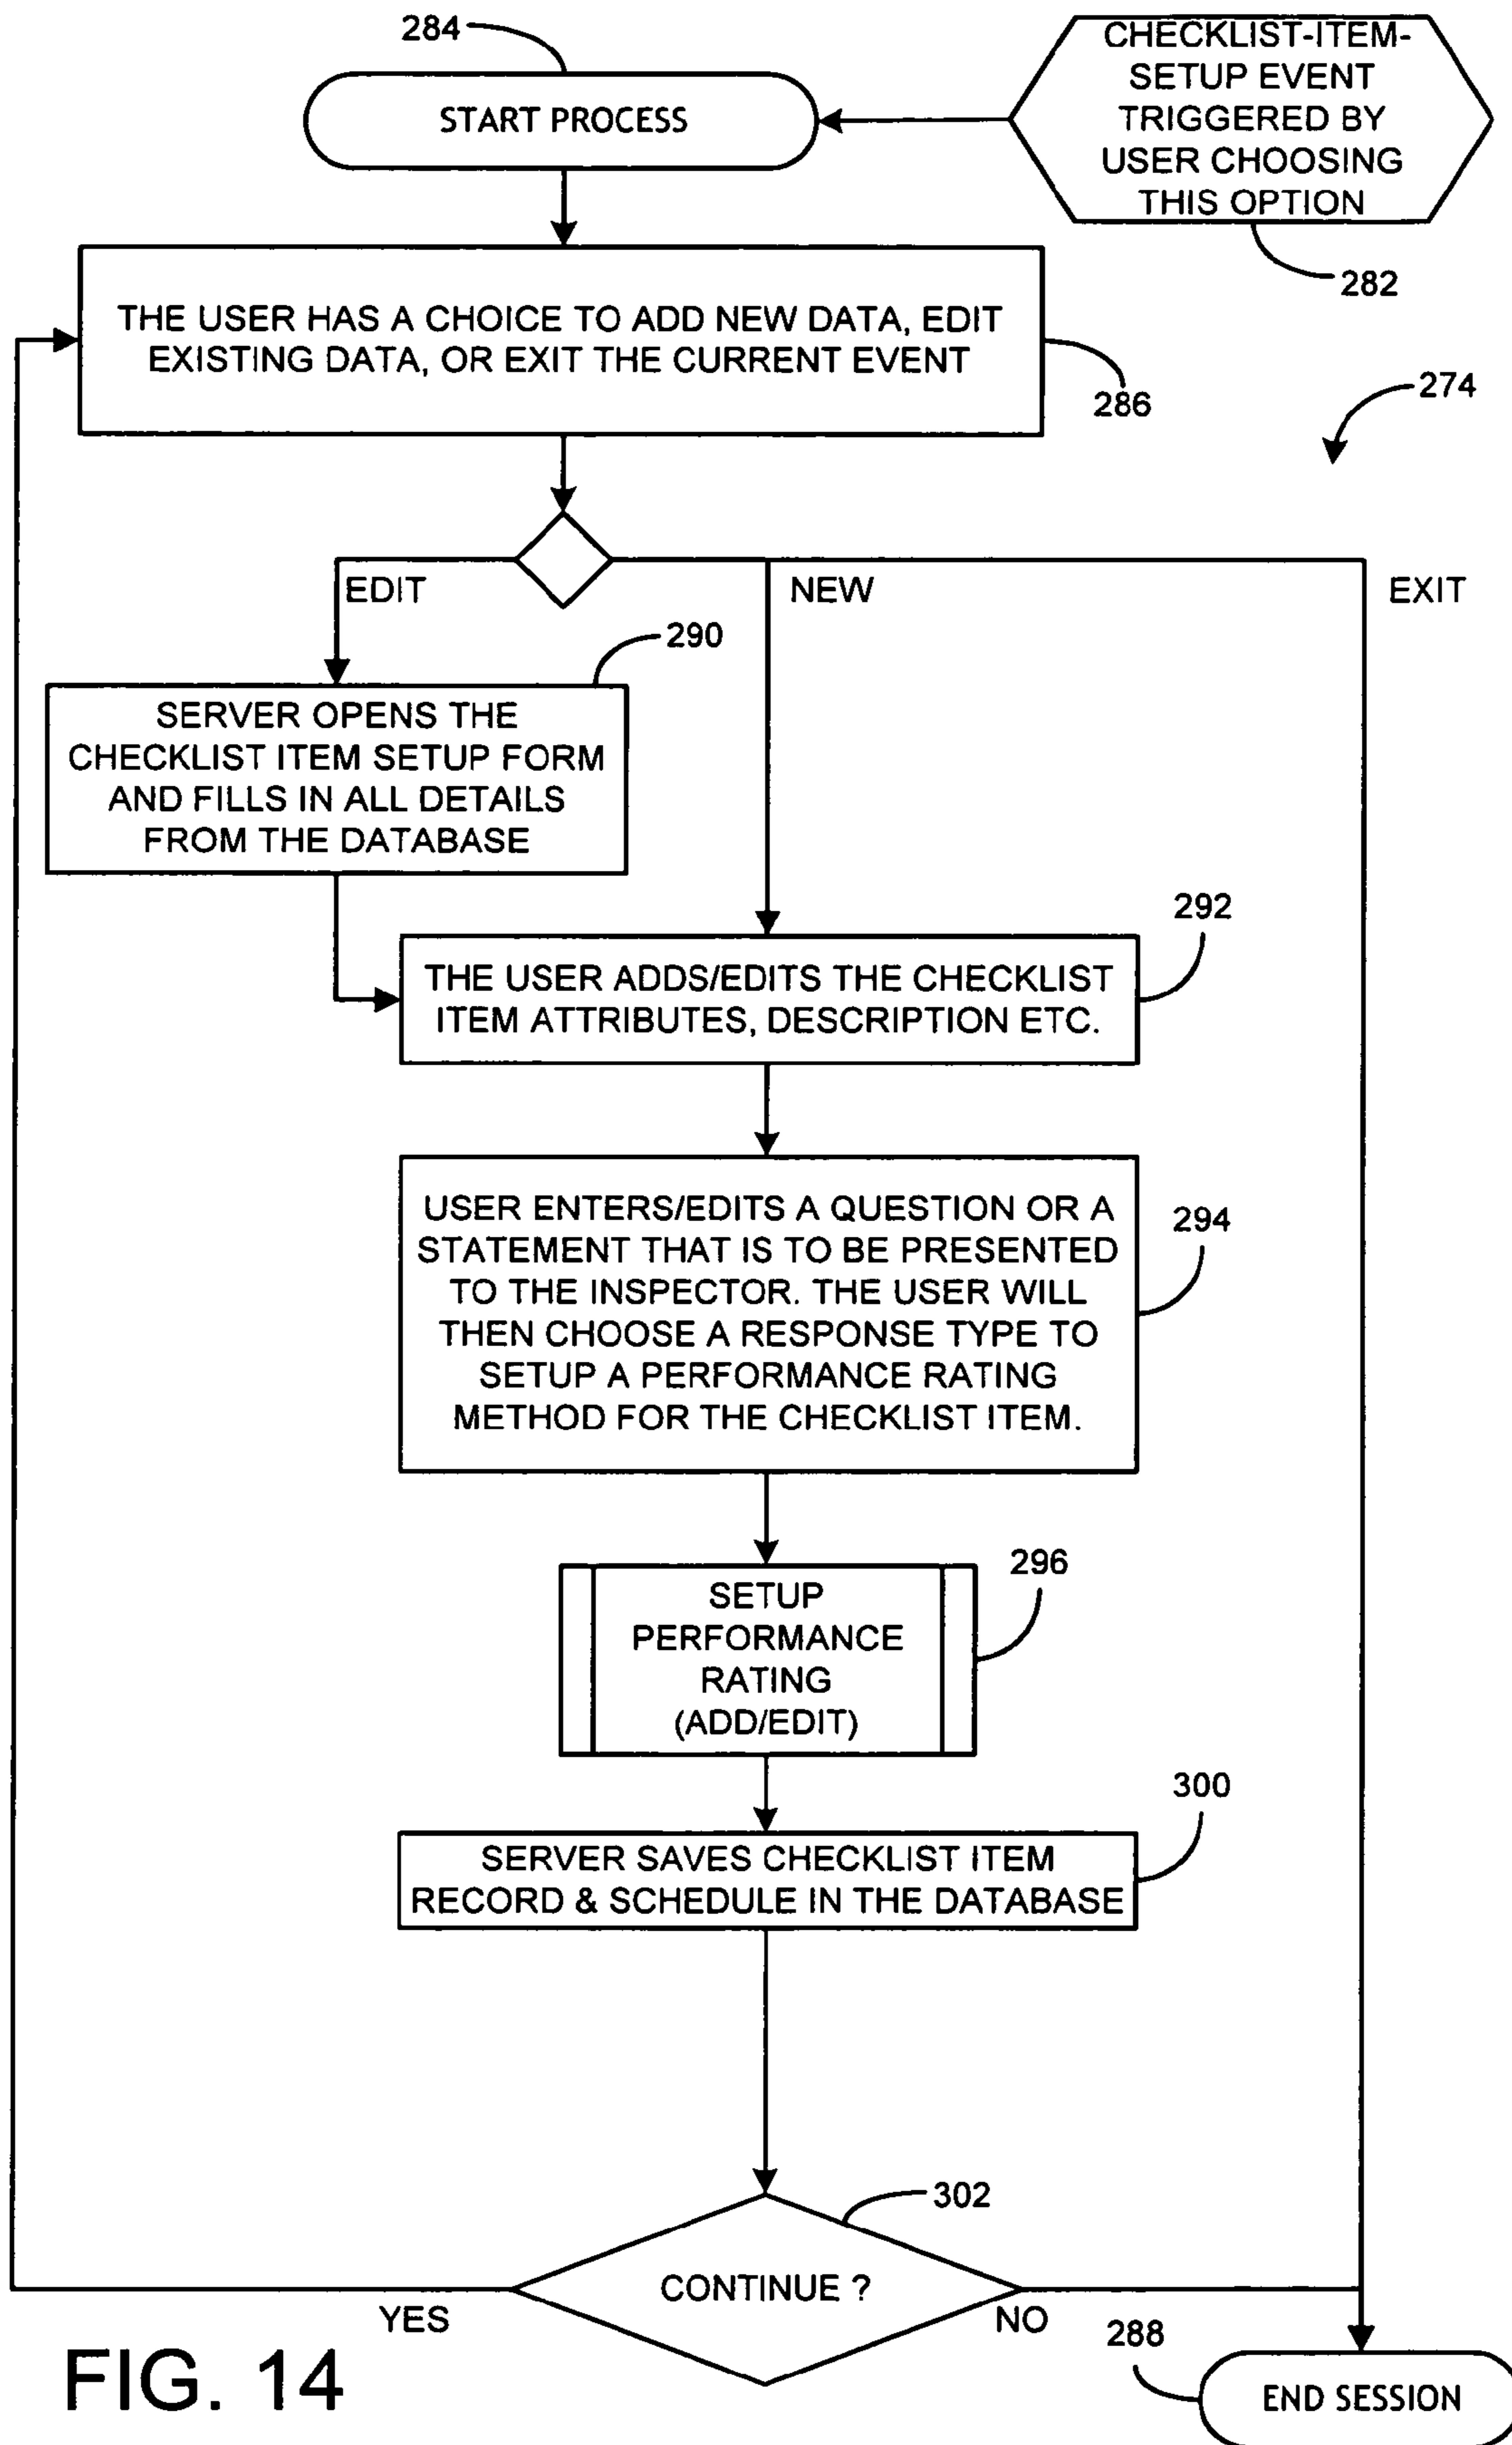 284
START PROCESS
CHECKLIST-ITEM-
SETUP EVENT
TRIGGERED BY
USER CHOOSING
THIS OPTION
282
THE USER HAS A CHOICE TO ADD NEW DATA, EDIT
EXISTING DATA, OR EXIT THE CURRENT EVENT
286
274
EDIT
NEW
EXIT
290
SERVER OPENS THE
CHECKLIST ITEM SETUP FORM
AND FILLS IN ALL DETAILS
FROM THE DATABASE
292
THE USER ADDS/EDITS THE CHECKLIST
ITEM ATTRIBUTES, DESCRIPTION ETC.
294
USER ENTERS/EDITS A QUESTION OR A
STATEMENT THAT IS TO BE PRESENTED
TO THE INSPECTOR. THE USER WILL
THEN CHOOSE A RESPONSE TYPE TO
SETUP A PERFORMANCE RATING
METHOD FOR THE CHECKLIST ITEM.
296
SETUP
PERFORMANCE
RATING
(ADD/EDIT)
300
SERVER SAVES CHECKLIST ITEM
RECORD & SCHEDULE IN THE DATABASE
302
CONTINUE ?
YES
NO
288
END SESSION
FIG. 14